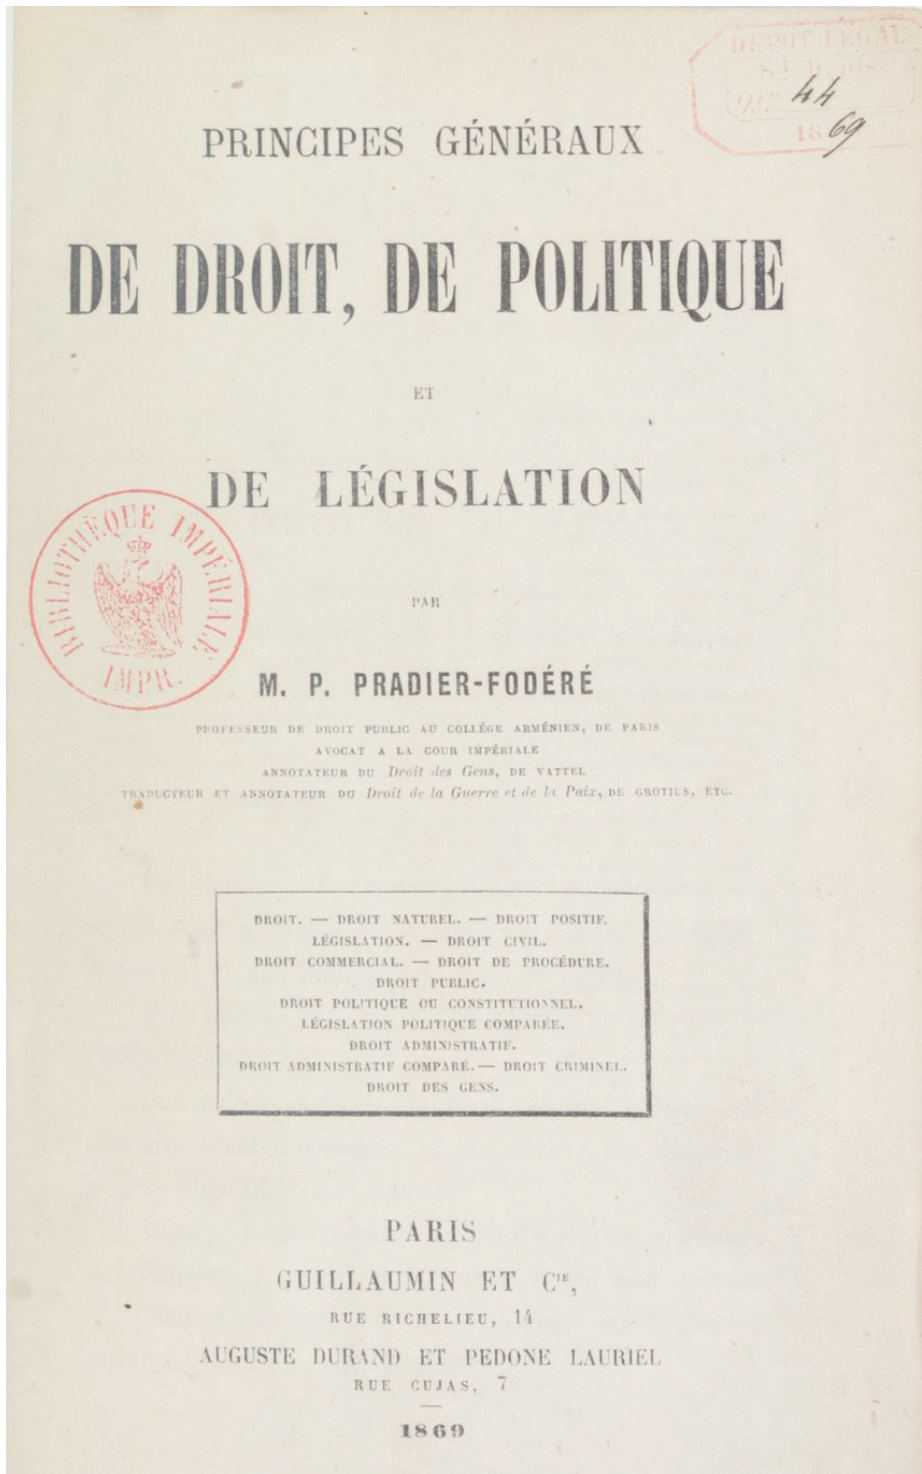 DÉPOT LÉGAL
44
1869
PRINCIPES GÉNÉRAUX
DE DROIT, DE POLITIQUE
ET
DE LÉGISLATION
BIBLIOTHÈQUE IMPÉRIALE
IMPR.
PAR
M. P. PRADIER-FODÉRÉ
PROFESSEUR DE DROIT PUBLIC AU COLLÉGE ARMÉNIEN, DE PARIS
AVOCAT A LA COUR IMPÉRIALE
ANNOTATEUR DU Droit des Gens, DE VATTEL
TRADUCTEUR ET ANNOTATEUR DU Droit de la Guerre et de la Paix, DE GROTIUS, ETC.
DROIT. — DROIT NATUREL. — DROIT POSITIF.
LÉGISLATION. — DROIT CIVIL.
DROIT COMMERCIAL. — DROIT DE PROCÉDURE.
DROIT PUBLIC.
DROIT POLITIQUE OU CONSTITUTIONNEL.
LÉGISLATION POLITIQUE COMPARÉE.
DROIT ADMINISTRATIF.
DROIT ADMINISTRATIF COMPARÉ. — DROIT CRIMINEL.
DROIT DES GENS.
PARIS
GUILLAUMIN ET CIE,
RUE RICHELIEU, 14
AUGUSTE DURAND ET PEDONE LAURIEL
RUE CUJAS, 7
1869